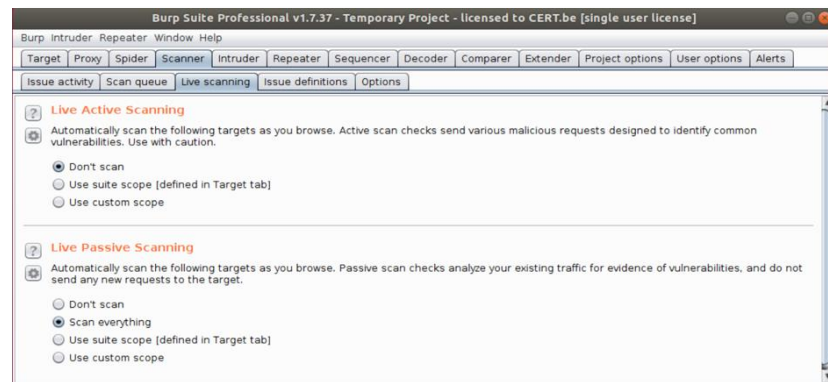 Burp Suite Professional v1.7.37 - Temporary Project - licensed to CERT.be [single user license]
Burp Intruder Repeater Window Help
Target Proxy Spider Scanner Intruder Repeater Sequencer Decoder Comparer Extender Project options User options Alerts
Issue activity Scan queue Live scanning Issue definitions Options
? Live Active Scanning
Automatically scan the following targets as you browse. Active scan checks send various malicious requests designed to identify common
vulnerabilities. Use with caution.
Don't scan
Use suite scope [defined in Target tab]
Use custom scope
? Live Passive Scanning
Automatically scan the following targets as you browse. Passive scan checks analyze your existing traffic for evidence of vulnerabilities, and do not
send any new requests to the target.
Don't scan
Scan everything
Use suite scope [defined in Target tab]
Use custom scope